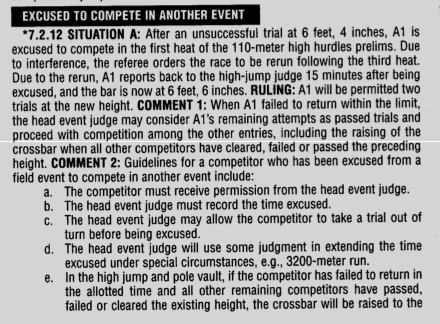 EXCUSED TO COMPETE IN ANOTHER EVENT
*7.2.12 SITUATION A: After an unsuccessful trial at 6 feet, 4 inches, A1 is
excused to compete in the first heat of the 110-meter high hurdles prelims. Due
to interference, the referee orders the race to be rerun following the third heat.
Due to the rerun, A1 reports back to the high-jump judge 15 minutes after being
excused, and the bar is now at 6 feet, 6 inches. RULING: A1 will be permitted two
trials at the new height. COMMENT 1: When A1 failed to return within the limit,
the head event judge may consider A1's remaining attempts as passed trials and
proceed with competition among the other entries, including the raising of the
crossbar when all other competitors have cleared, failed or passed the preceding
height. COMMENT 2: Guidelines for a competitor who has been excused from a
field event to compete in another event include:
a. The competitor must receive permission from the head event judge.
b. The head event judge must record the time excused.
c. The head event judge may allow the competitor to take a trial out of
turn before being excused.
d. The head event judge will use some judgment in extending the time
excused under special circumstances, e.g., 3200-meter run.
e. In the high jump and pole vault, if the competitor has failed to return in
the allotted time and all other remaining competitors have passed,
failed or cleared the existing height, the crossbar will be raised to the